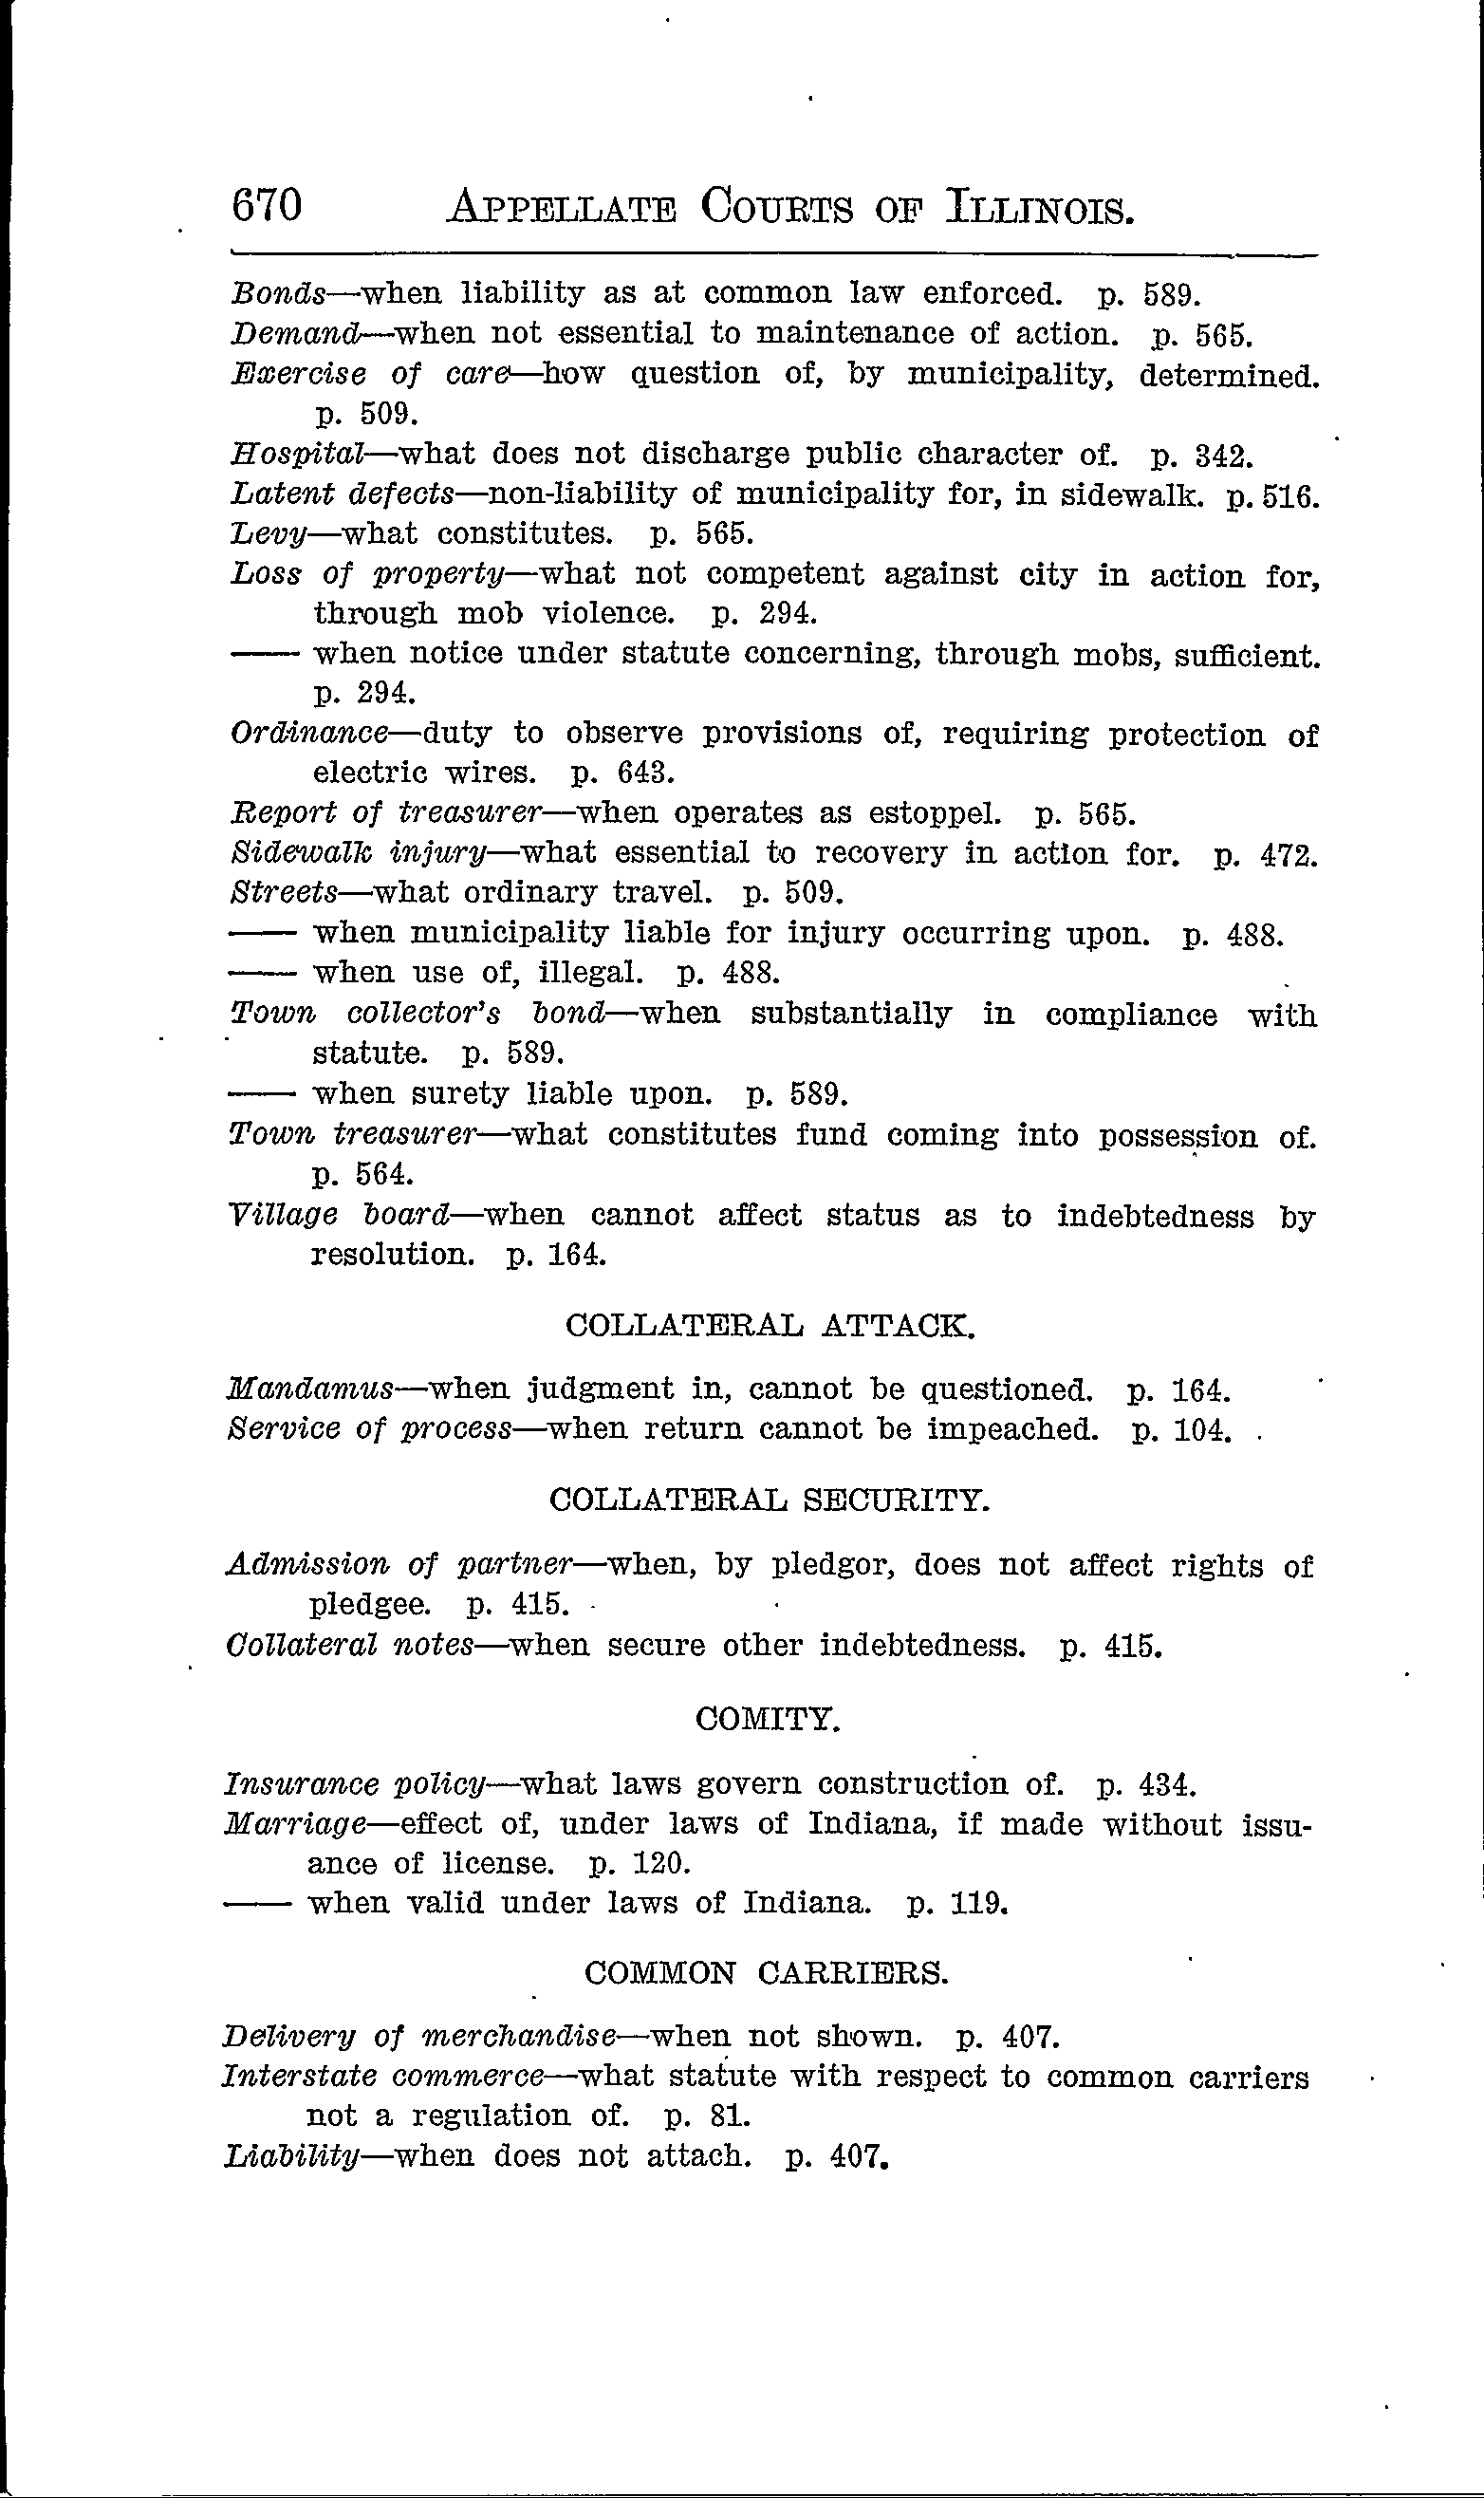 670 APPELLATE COURTS OF ILLINOIS.
Bonds—when liability as at common law enforced. p. 589.
Demand—when not essential to maintenance of action. p. 565.
Exercise of care—how question of, by municipality, determined.
p. 509.
Hospital—what does not discharge public character of. p. 342.
Latent defects—non-liability of municipality for, in sidewalk. p. 516.
Levy—what constitutes. p. 565.
Loss of property—what not competent against city in action for,
through mob violence. p. 294.
—— when notice under statute concerning, through mobs, sufficient.
p. 294.
Ordinance—duty to observe provisions of, requiring protection of
electric wires. p. 643.
Report of treasurer—when operates as estoppel. p. 565.
Sidewalk injury—what essential to recovery in action for. p. 472.
Streets—what ordinary travel. p. 509.
—— when municipality liable for injury occurring upon. p. 488.
—— when use of, illegal. p. 488.
Town collector's bond—when substantially in compliance with
statute. p. 589.
—— when surety liable upon. p. 589.
Town treasurer—what constitutes fund coming into possession of.
p. 564.
Village board—when cannot affect status as to indebtedness by
resolution. p. 164.
COLLATERAL ATTACK.
Mandamus—when judgment in, cannot be questioned. p. 164.
Service of process—when return cannot be impeached. p. 104.
COLLATERAL SECURITY.
Admission of partner—when, by pledgor, does not affect rights of
pledgee. p. 415.
Collateral notes—when secure other indebtedness. p. 415.
COMITY.
Insurance policy—what laws govern construction of. p. 434.
Marriage—effect of, under laws of Indiana, if made without issu-
ance of license. p. 120.
—— when valid under laws of Indiana. p. 119.
COMMON CARRIERS.
Delivery of merchandise—when not shown. p. 407.
Interstate commerce—what statute with respect to common carriers
not a regulation of. p. 81.
Liability—when does not attach. p. 407.